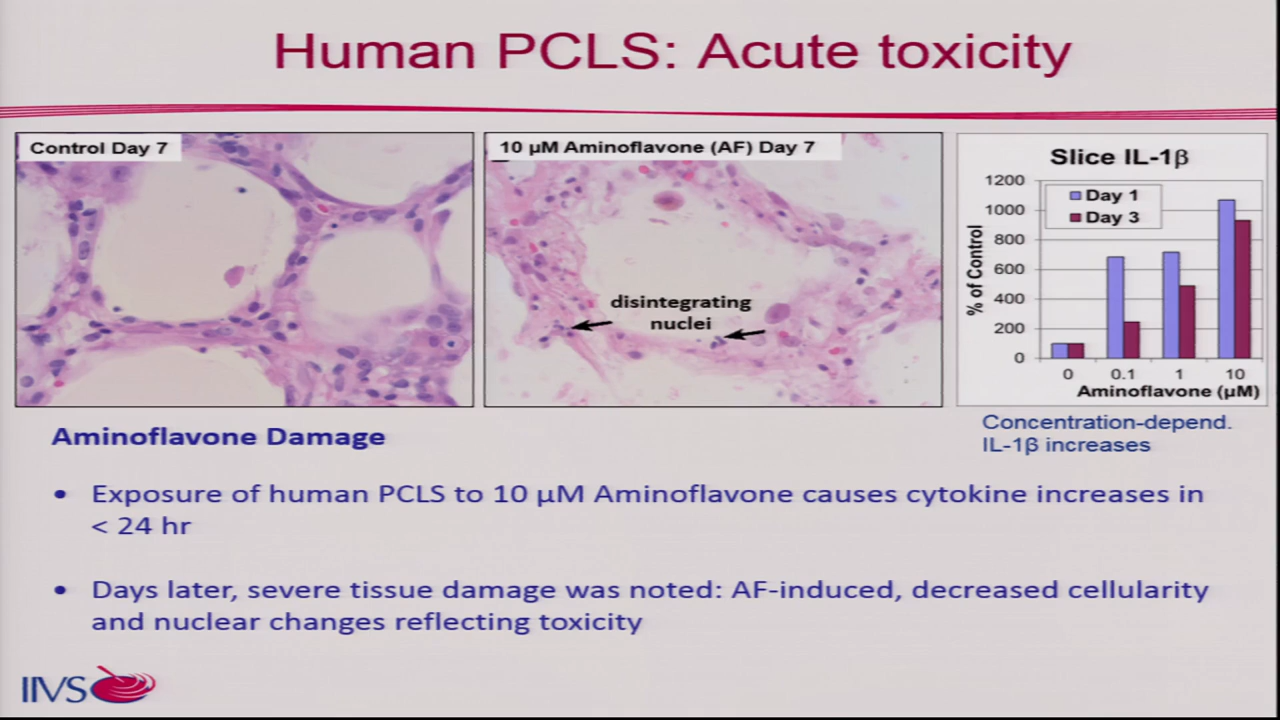 Human PCLS: Acute toxicity
Control Day 7
10 µM Aminoflavone (AF) Day 7
disintegrating
nuclei
Slice IL-1β
Day 1
Day 3
% of Control
1200
1000
800
600
400
200
0
0 0.1 1 10
Aminoflavone (µM)
Concentration-depend.
IL-1β increases
Aminoflavone Damage
• Exposure of human PCLS to 10 µM Aminoflavone causes cytokine increases in
< 24 hr
• Days later, severe tissue damage was noted: AF-induced, decreased cellularity
and nuclear changes reflecting toxicity
IIVS